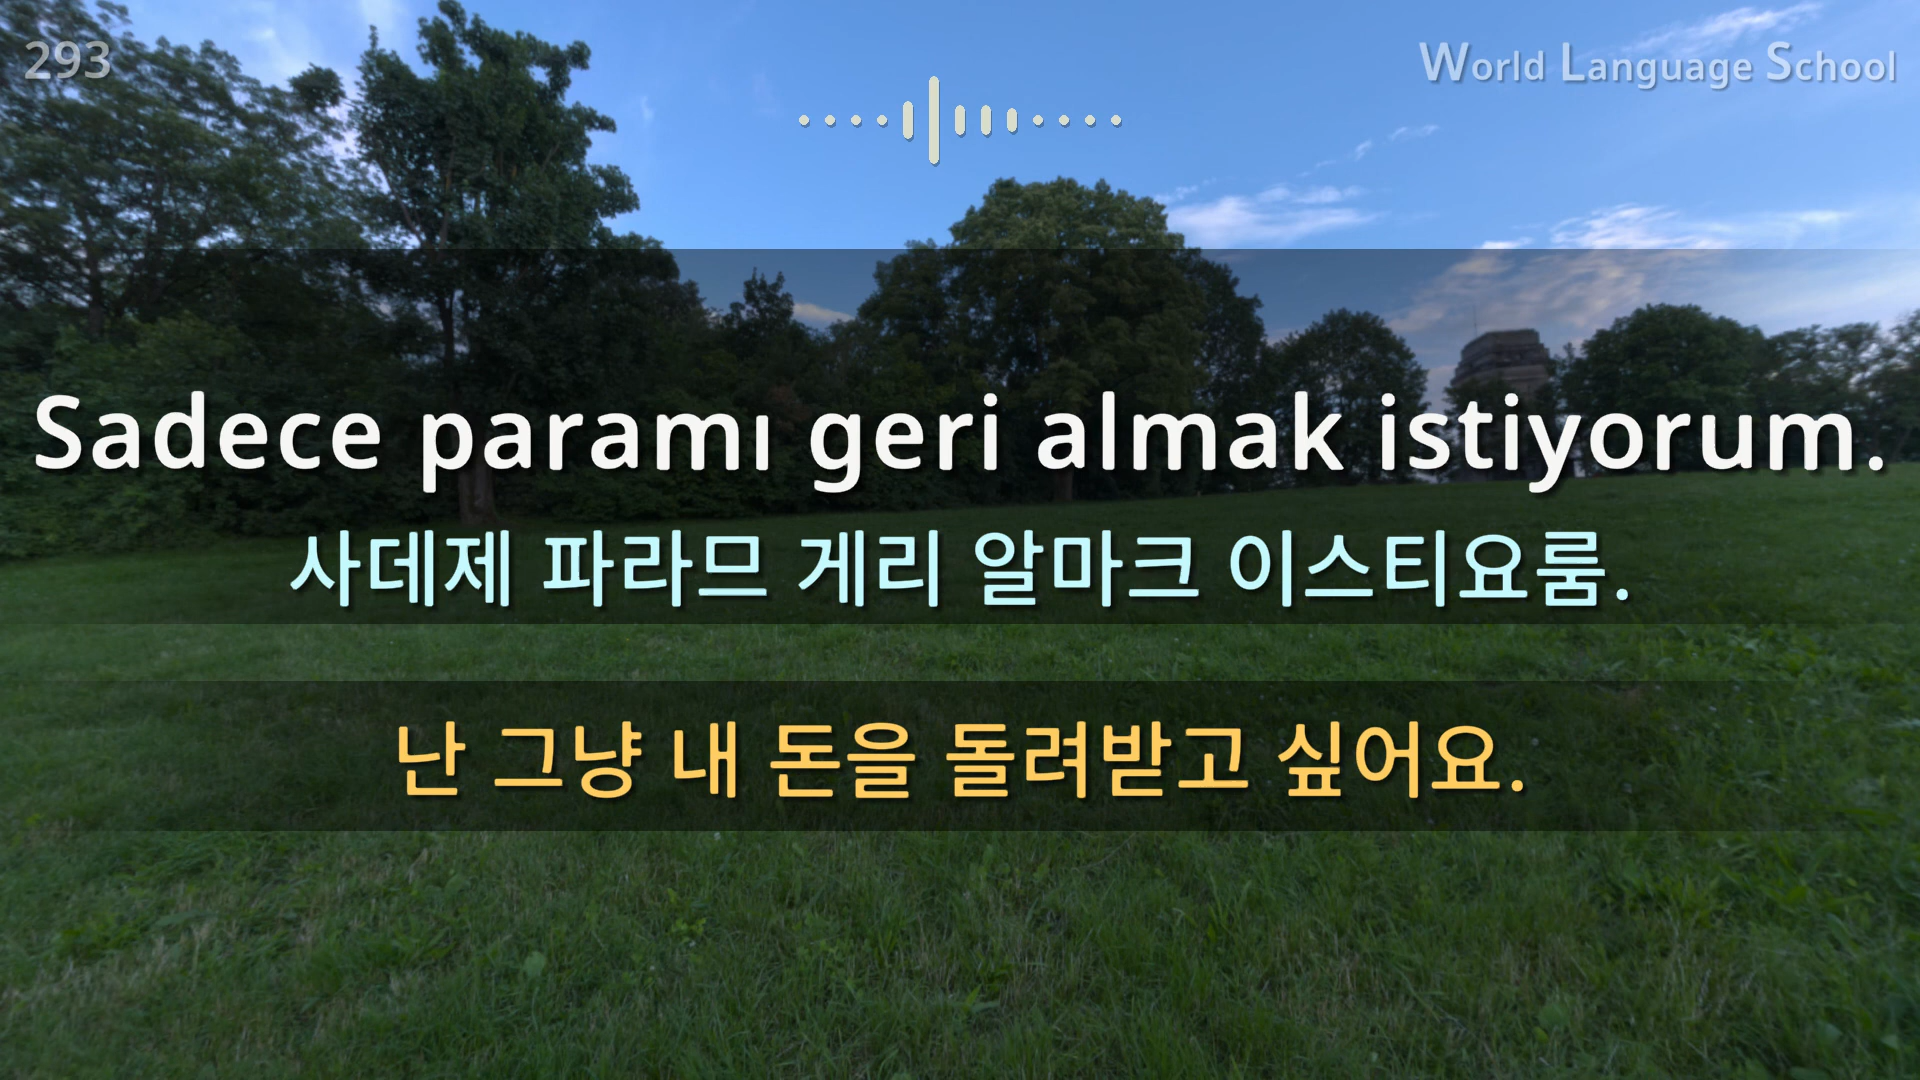 293
World Language School
Sadece paramı geri almak istiyorum.
사데제 파라므 게리 알마크 이스티요룸.
난 그냥 내 돈을 돌려받고 싶어요.